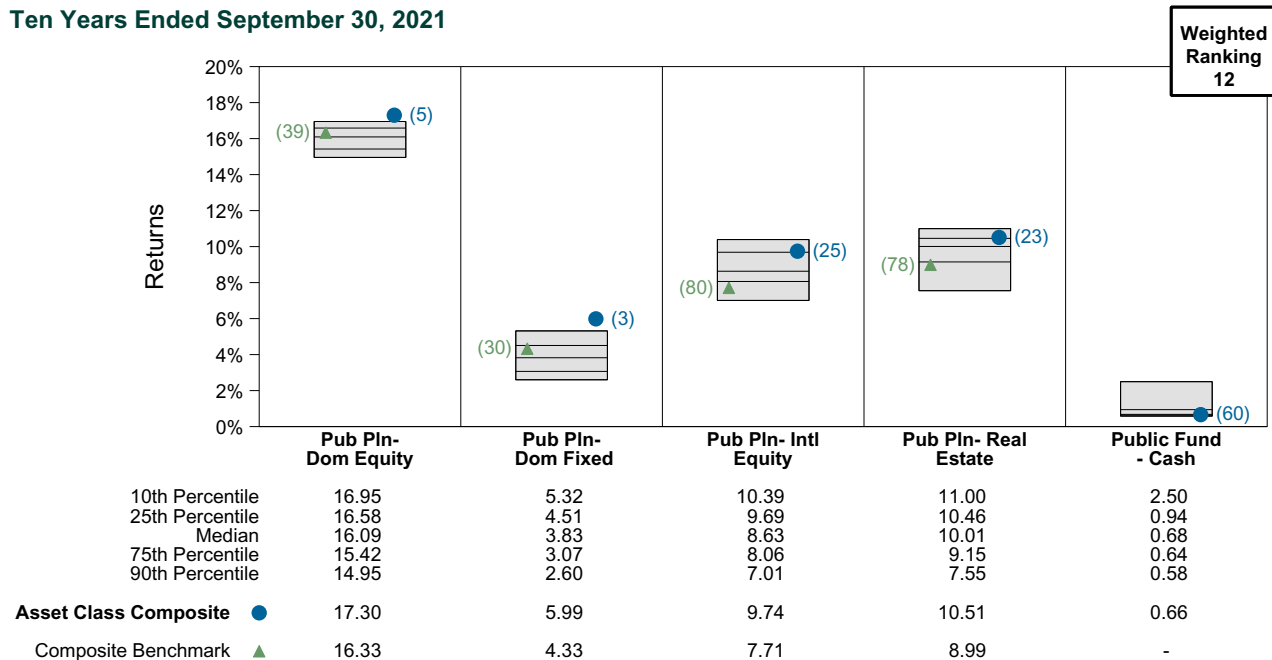 Ten Years Ended September 30, 2021
Weighted
Ranking
12
Returns
20%
18%
16%
14%
12%
10%
8%
6%
4%
2%
0%
(39)
(5)
(30)
(3)
(80)
(25)
(78)
(23)
(60)
Pub Pln-
Dom Equity
Pub Pln-
Dom Fixed
Pub Pln- Intl
Equity
Pub Pln- Real
Estate
Public Fund
- Cash
10th Percentile 16.95 5.32 10.39 11.00 2.50
25th Percentile 16.58 4.51 9.69 10.46 0.94
Median 16.09 3.83 8.63 10.01 0.68
75th Percentile 15.42 3.07 8.06 9.15 0.64
90th Percentile 14.95 2.60 7.01 7.55 0.58
Asset Class Composite 17.30 5.99 9.74 10.51 0.66
Composite Benchmark 16.33 4.33 7.71 8.99 -